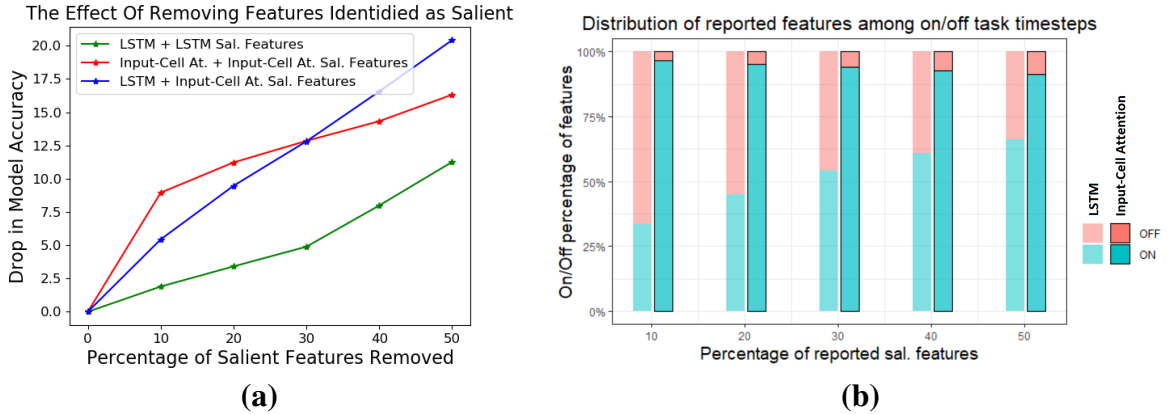 The Effect Of Removing Features Identidied as Salient
LSTM + LSTM Sal. Features
Input-Cell At. + Input-Cell At. Sal. Features
LSTM + Input-Cell At. Sal. Features
Drop in Model Accuracy
20.0
17.5
15.0
12.5
10.0
7.5
5.0
2.5
0.0
0 10 20 30 40 50
Percentage of Salient Features Removed
(a)
Distribution of reported features among on/off task timesteps
On/Off percentage of features
100%
75%
50%
25%
0%
10 20 30 40 50
Percentage of reported sal. features
LSTM
Input-Cell Attention
OFF
ON
(b)